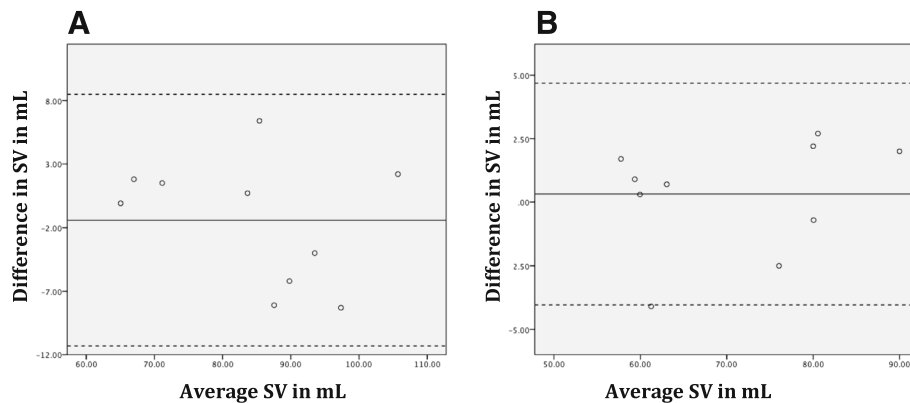 A
B
Difference in SV in mL
8.00
3.00
-2.00
-7.00
-12.00
60.00 70.00 80.00 90.00 100.00 110.00
Average SV in mL
Difference in SV in mL
5.00
2.50
.00
2.50
-5.00
50.00 60.00 70.00 80.00 90.00
Average SV in mL